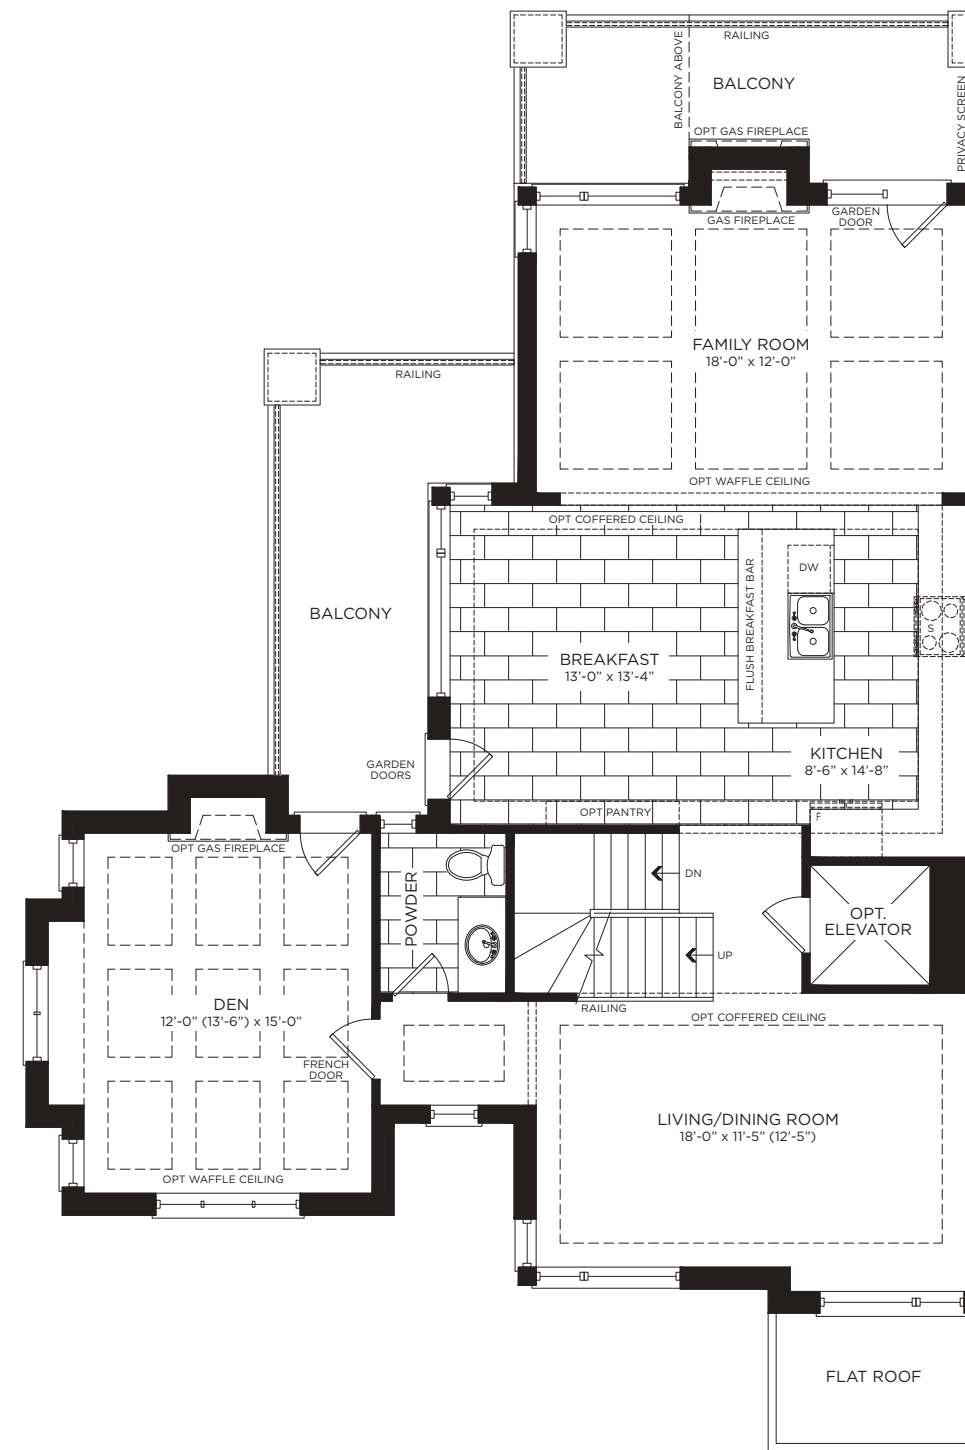 RAILING
BALCONY ABOVE
BALCONY
PRIVACY SCREEN
OPT GAS FIREPLACE
GAS FIREPLACE
GARDEN
DOOR
FAMILY ROOM
18'-0" x 12'-0"
RAILING
OPT WAFFLE CEILING
OPT COFFERED CEILING
FLUSH BREAKFAST BAR
DW
BALCONY
S
BREAKFAST
13'-0" x 13'-4"
KITCHEN
8'-6" x 14'-8"
GARDEN
DOORS
OPT PANTRY
F
OPT GAS FIREPLACE
POWDER
DN
OPT.
ELEVATOR
UP
DEN
12'-0" (13'-6") x 15'-0"
RAILING
OPT COFFERED CEILING
FRENCH
DOOR
LIVING/DINING ROOM
18'-0" x 11'-5" (12'-5")
OPT WAFFLE CEILING
FLAT ROOF